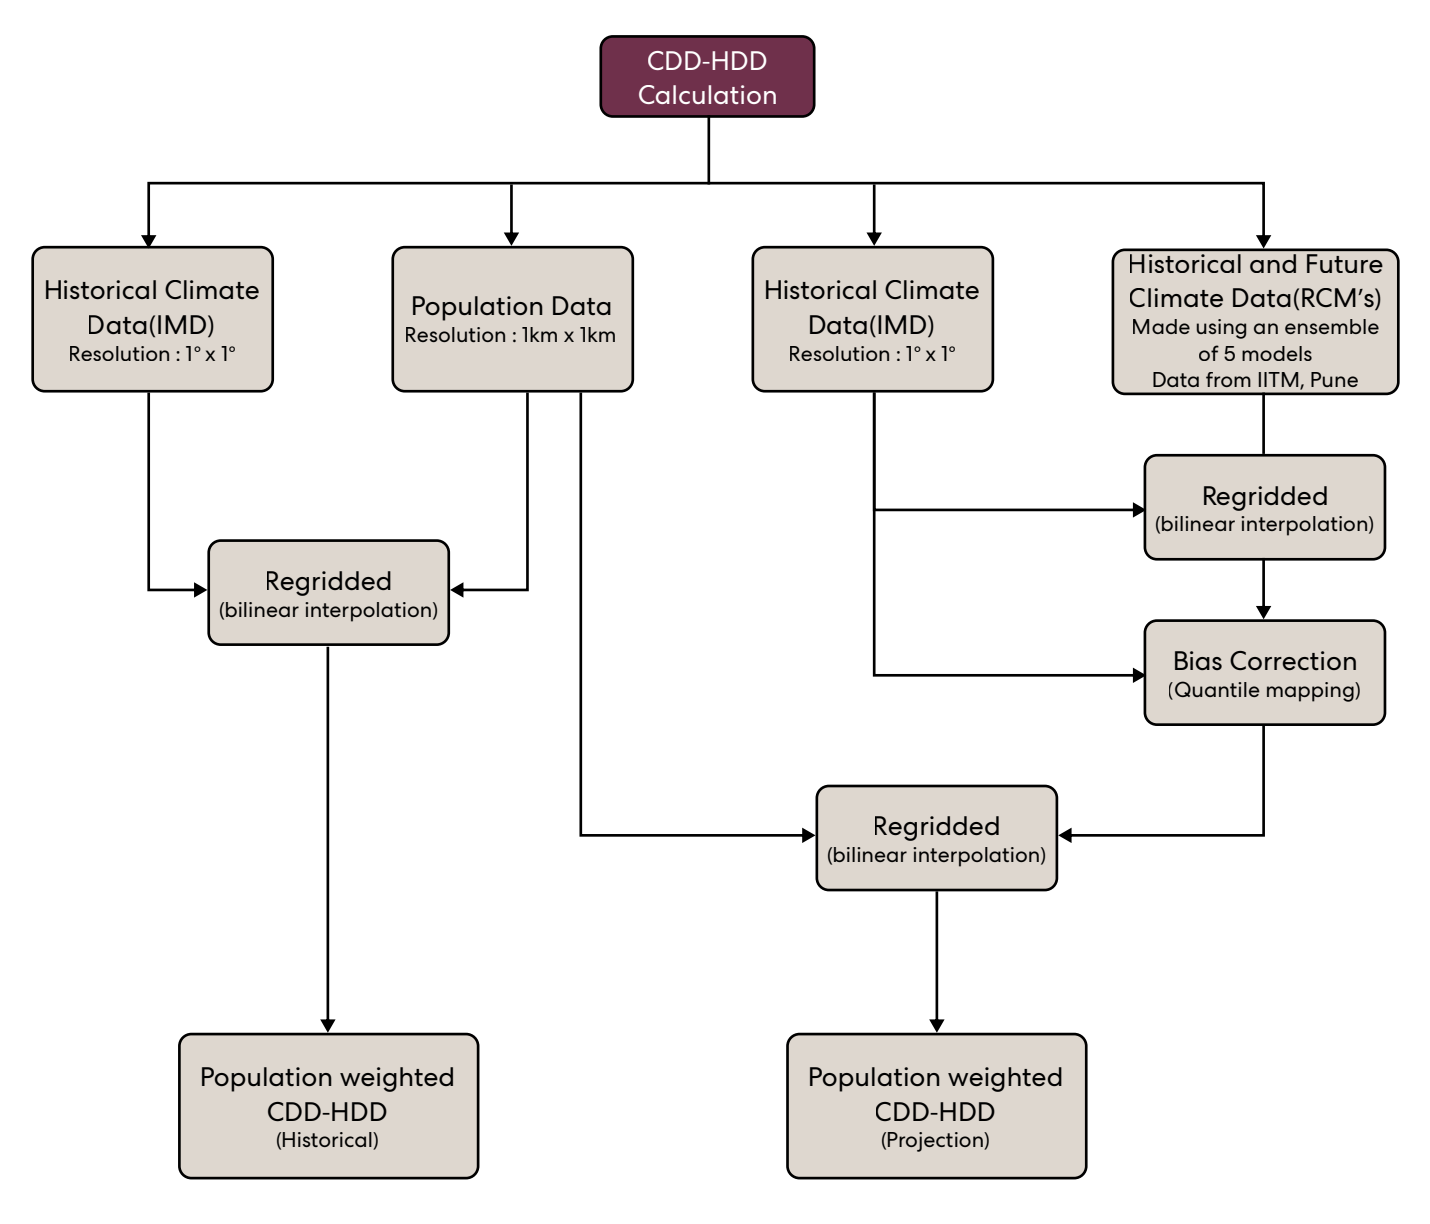 CDD-HDD
Calculation
Historical Climate
Data(IMD)
Resolution : 1° x 1°
Population Data
Resolution : 1km x 1km
Historical Climate
Data(IMD)
Resolution : 1° x 1°
Historical and Future
Climate Data(RCM's)
Made using an ensemble
of 5 models
Data from IITM, Pune
Regridded
(bilinear interpolation)
Regridded
(bilinear interpolation)
Bias Correction
(Quantile mapping)
Regridded
(bilinear interpolation)
Population weighted
CDD-HDD
(Historical)
Population weighted
CDD-HDD
(Projection)